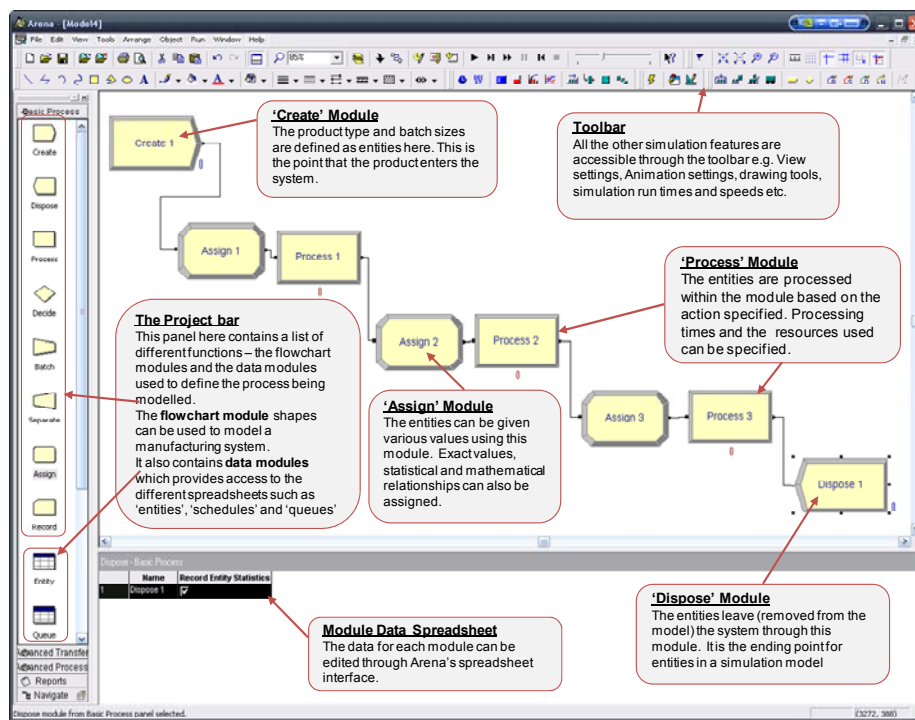 Arena - [Model4]
File Edit View Tools Arrange Object Run Window Help
85%
Basic Process
Create
Dispose
Process
Decide
Batch
Separate
Assign
Record
Entity
Queue
Advanced Transfer
Advanced Process
Reports
Navigate
Create 1
0
Assign 1
Process 1
0
Assign 2
Process 2
0
Assign 3
Process 3
0
Dispose 1
0
‘Create’ Module
The product type and batch sizes
are defined as entities here. This is
the point that the product enters the
system.
Toolbar
All the other simulation features are
accessible through the toolbar e.g. View
settings, Animation settings, drawing tools,
simulation run times and speeds etc.
‘Process’ Module
The entities are processed
within the module based on the
action specified. Processing
times and the resources used
can be specified.
The Project bar
This panel here contains a list of
different functions – the flowchart
modules and the data modules
used to define the process being
modelled.
The flowchart module shapes
can be used to model a
manufacturing system.
It also contains data modules
which provides access to the
different spreadsheets such as
‘entities’, ‘schedules’ and ‘queues’
‘Assign’ Module
The entities can be given
various values using this
module. Exact values,
statistical and mathematical
relationships can also be
assigned.
‘Dispose’ Module
The entities leave (removed from the
model) the system through this
module. It is the ending point for
entities in a simulation model
Dispose - Basic Process
Name Record Entity Statistics
1 Dispose 1
Module Data Spreadsheet
The data for each module can be
edited through Arena’s spreadsheet
interface.
Dispose module from Basic Process panel selected.
(3272, 388)